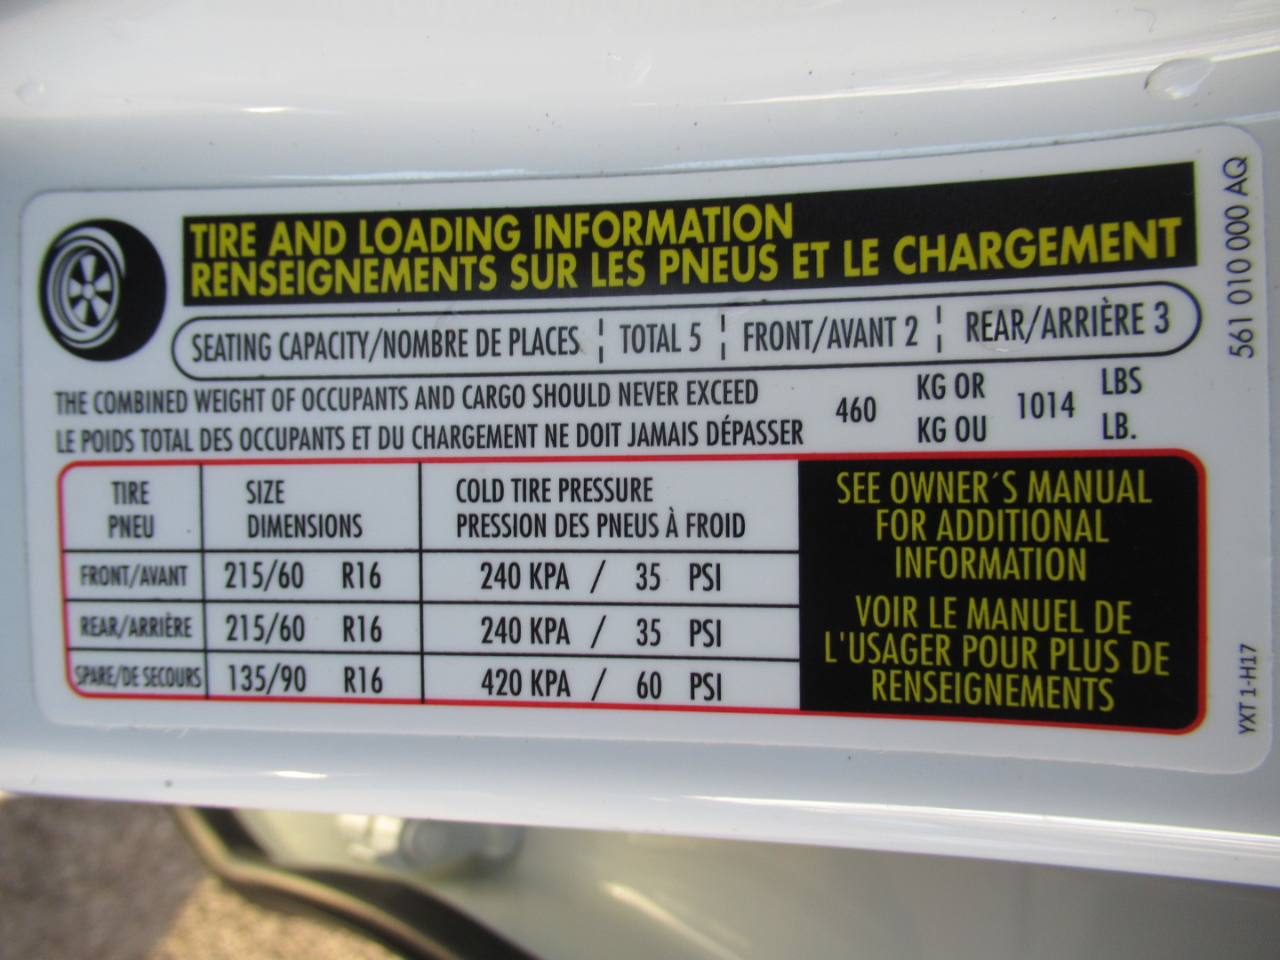 TIRE AND LOADING INFORMATION
RENSEIGNEMENTS SUR LES PNEUS ET LE CHARGEMENT
SEATING CAPACITY/NOMBRE DE PLACES ¦ TOTAL 5 ¦ FRONT/AVANT 2 ¦ REAR/ARRIÈRE 3
THE COMBINED WEIGHT OF OCCUPANTS AND CARGO SHOULD NEVER EXCEED
LE POIDS TOTAL DES OCCUPANTS ET DU CHARGEMENT NE DOIT JAMAIS DÉPASSER
460
KG OR
KG OU
1014
LBS
LB.
TIRE
PNEU
SIZE
DIMENSIONS
COLD TIRE PRESSURE
PRESSION DES PNEUS À FROID
FRONT/AVANT 215/60 R16 240 KPA / 35 PSI
REAR/ARRIÈRE 215/60 R16 240 KPA / 35 PSI
SPARE/DE SECOURS 135/90 R16 420 KPA / 60 PSI
SEE OWNER´S MANUAL
FOR ADDITIONAL
INFORMATION
VOIR LE MANUEL DE
L'USAGER POUR PLUS DE
RENSEIGNEMENTS
561 010 000 AQ
YXT 1-H17